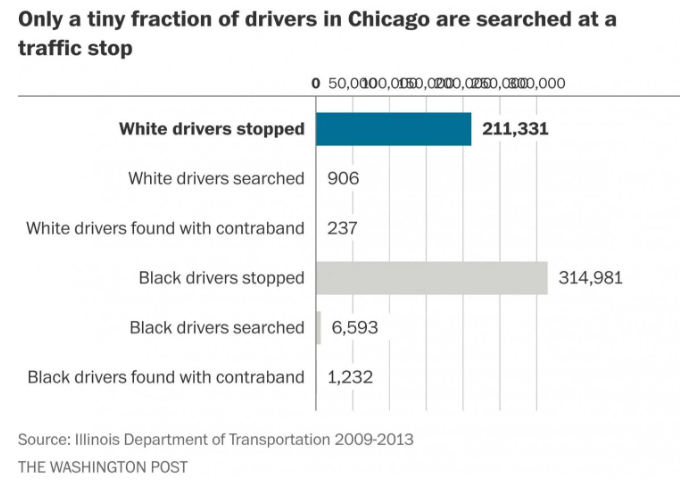 Only a tiny fraction of drivers in Chicago are searched at a
traffic stop
0 50,000 100,000 150,000 200,000 250,000 300,000
White drivers stopped 211,331
White drivers searched 906
White drivers found with contraband 237
Black drivers stopped 314,981
Black drivers searched 6,593
Black drivers found with contraband 1,232
Source: Illinois Department of Transportation 2009-2013
THE WASHINGTON POST